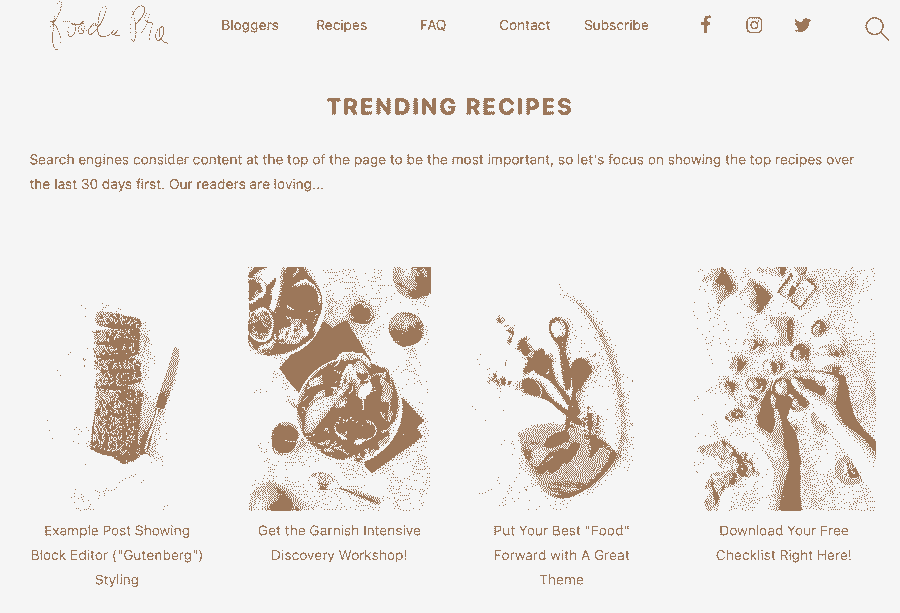 foodie Pro
Bloggers Recipes FAQ Contact Subscribe
TRENDING RECIPES
Search engines consider content at the top of the page to be the most important, so let's focus on showing the top recipes over
the last 30 days first. Our readers are loving...
Example Post Showing
Block Editor ("Gutenberg")
Styling
Get the Garnish Intensive
Discovery Workshop!
Put Your Best "Food"
Forward with A Great
Theme
Download Your Free
Checklist Right Here!